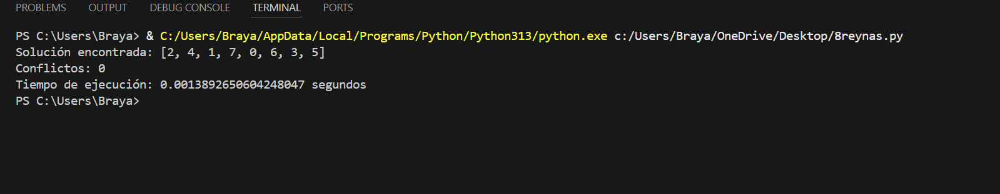 PROBLEMS OUTPUT DEBUG CONSOLE TERMINAL PORTS
PS C:\Users\Braya> & C:/Users/Braya/AppData/Local/Programs/Python/Python313/python.exe c:/Users/Braya/OneDrive/Desktop/8reynas.py
Solución encontrada: [2, 4, 1, 7, 0, 6, 3, 5]
Conflictos: 0
Tiempo de ejecución: 0.0013892650604248047 segundos
PS C:\Users\Braya>